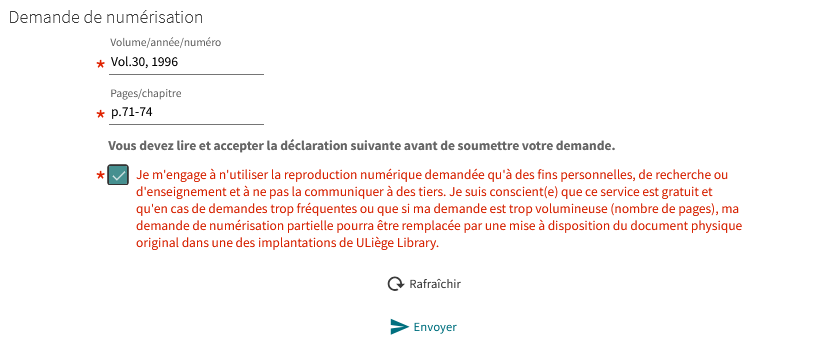 Demande de numérisation
Volume/année/numéro
* Vol.30, 1996
Pages/chapitre
* p.71-74
Vous devez lire et accepter la déclaration suivante avant de soumettre votre demande.
* Je m'engage à n'utiliser la reproduction numérique demandée qu'à des fins personnelles, de recherche ou
d'enseignement et à ne pas la communiquer à des tiers. Je suis conscient(e) que ce service est gratuit et
qu'en cas de demandes trop fréquentes ou que si ma demande est trop volumineuse (nombre de pages), ma
demande de numérisation partielle pourra être remplacée par une mise à disposition du document physique
original dans une des implantations de ULiège Library.
Rafraîchir
Envoyer